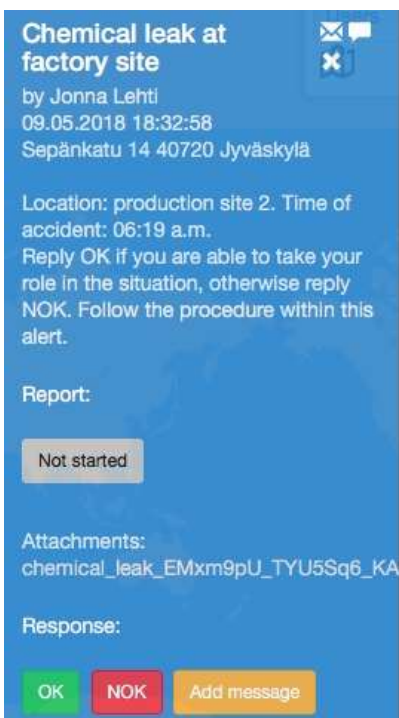 Chemical leak at
factory site
by Jonna Lehti
09.05.2018 18:32:58
Sepänkatu 14 40720 Jyväskylä
Location: production site 2. Time of
accident: 06:19 a.m.
Reply OK if you are able to take your
role in the situation, otherwise reply
NOK. Follow the procedure within this
alert.
Report:
Not started
Attachments:
chemical_leak_EMxm9pU_TYU5Sq6_KA
Response:
OK NOK Add message